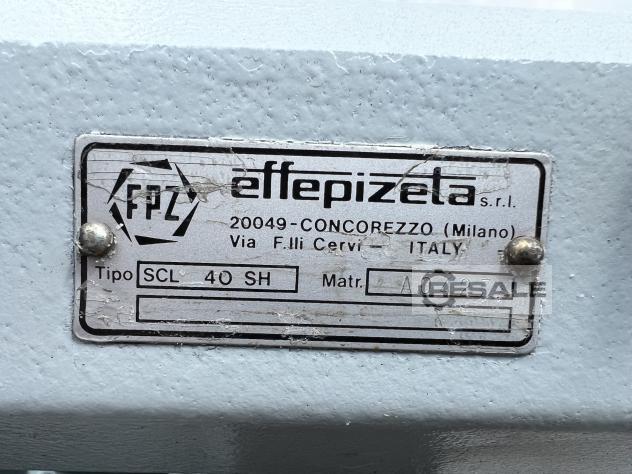 FPZ
effepizeta s.r.l.
20049-CONCOREZZO (Milano)
Via F.lli Cervi — ITALY
Tipo SCL 40 SH Matr. A
BESALE